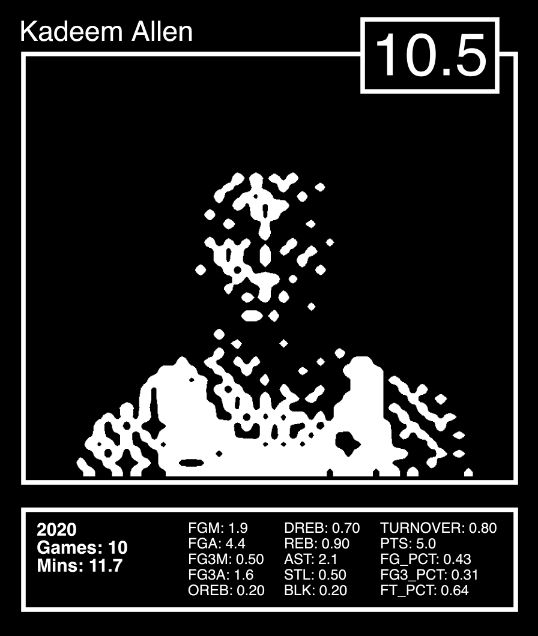 Kadeem Allen
10.5
2020
Games: 10
Mins: 11.7
FGM: 1.9
FGA: 4.4
FG3M: 0.50
FG3A: 1.6
OREB: 0.20
DREB: 0.70
REB: 0.90
AST: 2.1
STL: 0.50
BLK: 0.20
TURNOVER: 0.80
PTS: 5.0
FG_PCT: 0.43
FG3_PCT: 0.31
FT_PCT: 0.64